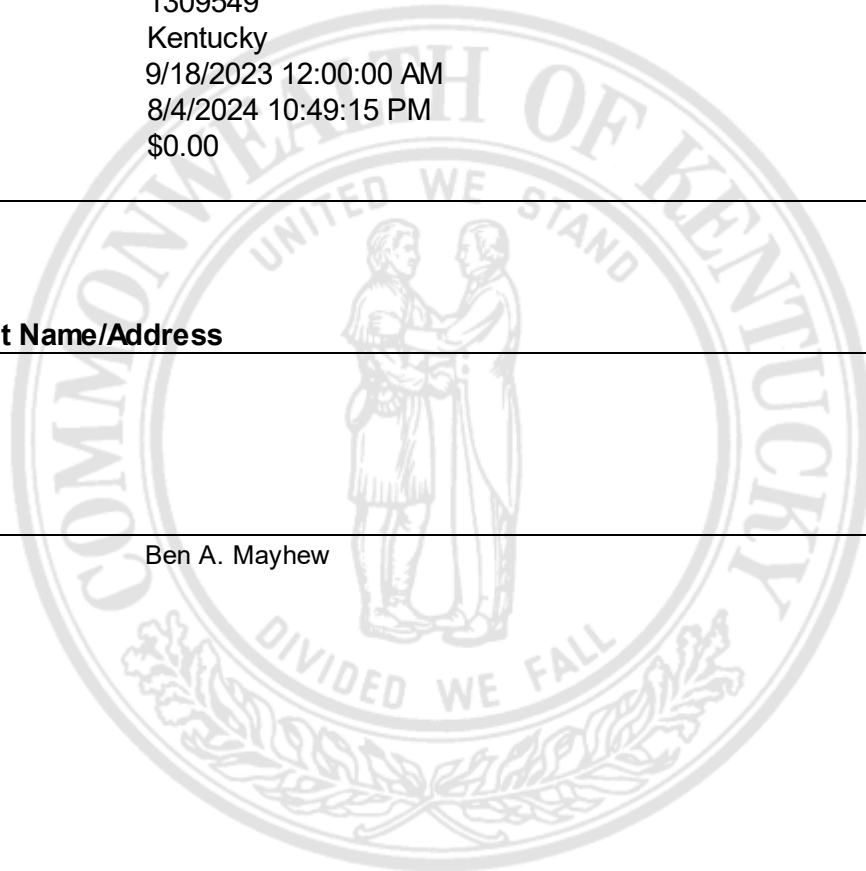 1309549
Kentucky
9/18/2023 12:00:00 AM
8/4/2024 10:49:15 PM
$0.00
COMMONWEALTH OF KENTUCKY
UNITED WE STAND
t Name/Address
Ben A. Mayhew
DIVIDED WE FALL